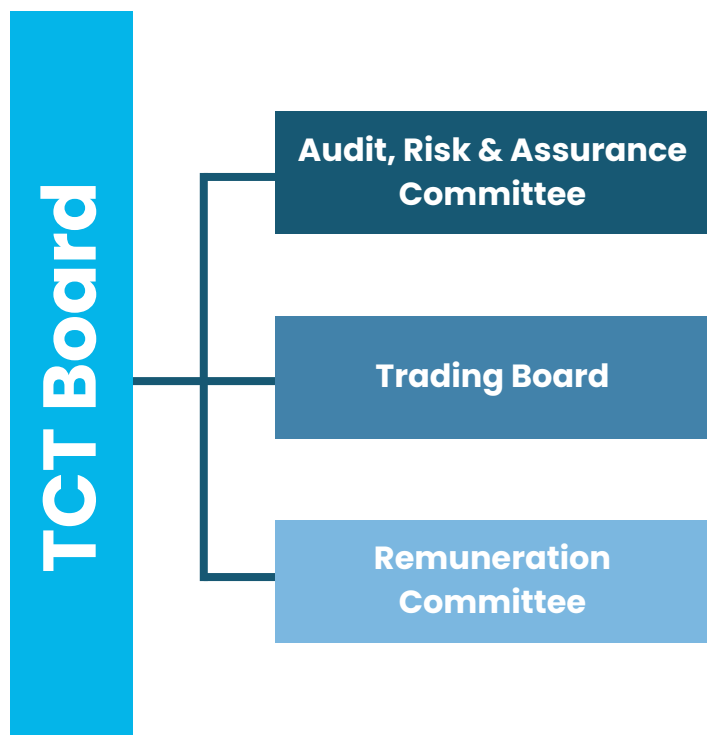 TCT Board
Audit, Risk & Assurance
Committee
Trading Board
Remuneration
Committee